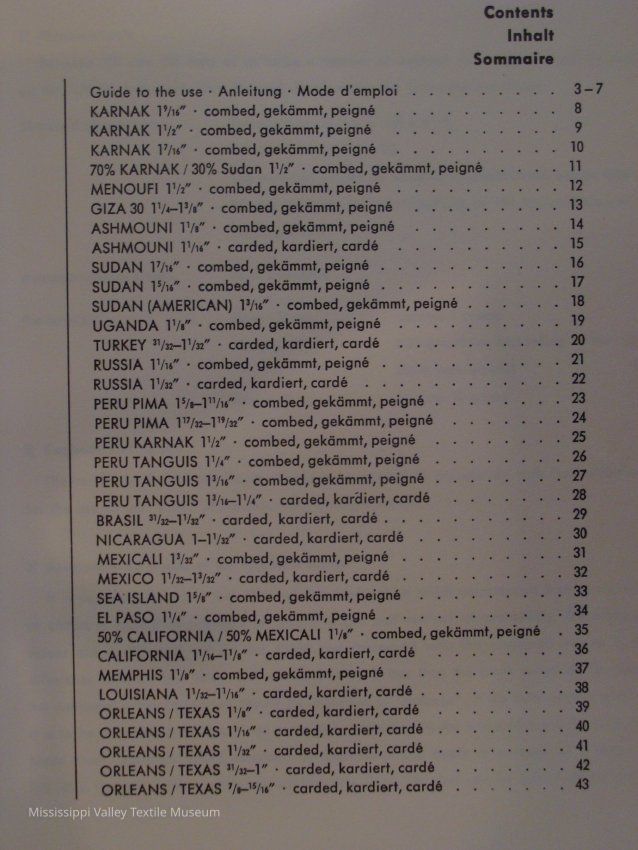 Contents
Inhalt
Sommaire
Guide to the use · Anleitung · Mode d'emploi . . . . . . . . . 3–7
KARNAK 1⁹/₁₆″ · combed, gekämmt, peigné . . . . . . . . . . 8
KARNAK 1¹/₂″ · combed, gekämmt, peigné . . . . . . . . . . 9
KARNAK 1⁷/₁₆″ · combed, gekämmt, peigné . . . . . . . . . . 10
70% KARNAK / 30% Sudan 1¹/₂″ · combed, gekämmt, peigné . . . . 11
MENOUFI 1¹/₂″ · combed, gekämmt, peigné . . . . . . . . . . 12
GIZA 30 1¹/₄–1³/₈″ · combed, gekämmt, peigné . . . . . . . . . 13
ASHMOUNI 1¹/₈″ · combed, gekämmt, peigné . . . . . . . . . 14
ASHMOUNI 1¹/₁₆″ · carded, kardiert, cardé . . . . . . . . . . 15
SUDAN 1⁷/₁₆″ · combed, gekämmt, peigné . . . . . . . . . . 16
SUDAN 1⁵/₁₆″ · combed, gekämmt, peigné . . . . . . . . . . 17
SUDAN (AMERICAN) 1³/₁₆″ · combed, gekämmt, peigné . . . . . . 18
UGANDA 1¹/₈″ · combed, gekämmt, peigné . . . . . . . . . . 19
TURKEY ³¹/₃₂–1¹/₃₂″ · carded, kardiert, cardé . . . . . . . . . . 20
RUSSIA 1¹/₁₆″ · combed, gekämmt, peigné . . . . . . . . . . 21
RUSSIA 1¹/₃₂″ · carded, kardiert, cardé . . . . . . . . . . . 22
PERU PIMA 1⁵/₈–1¹¹/₁₆″ · combed, gekämmt, peigné . . . . . . . . 23
PERU PIMA 1¹⁷/₃₂–1¹⁹/₃₂″ · combed, gekämmt, peigné . . . . . . . 24
PERU KARNAK 1¹/₂″ · combed, gekämmt, peigné . . . . . . . 25
PERU TANGUIS 1¹/₄″ · combed, gekämmt, peigné . . . . . . . 26
PERU TANGUIS 1³/₁₆″ · combed, gekämmt, peigné . . . . . . . . 27
PERU TANGUIS 1³/₁₆–1¹/₄″ · carded, kardiert, cardé . . . . . . . 28
BRASIL ³¹/₃₂–1¹/₃₂″ · carded, kardiert, cardé . . . . . . . . . . 29
NICARAGUA 1–1¹/₃₂″ · carded, kardiert, cardé . . . . . . . . . 30
MEXICALI 1³/₃₂″ · combed, gekämmt, peigné . . . . . . . . . 31
MEXICO 1¹/₃₂–1³/₃₂″ · carded, kardiert, cardé . . . . . . . . . 32
SEA ISLAND 1⁵/₈″ · combed, gekämmt, peigné . . . . . . . . . 33
EL PASO 1¹/₄″ · combed, gekämmt, peigné . . . . . . . . . . 34
50% CALIFORNIA / 50% MEXICALI 1¹/₈″ · combed, gekämmt, peigné . 35
CALIFORNIA 1¹/₁₆–1¹/₈″ · carded, kardiert, cardé . . . . . . . 36
MEMPHIS 1¹/₈″ · combed, gekämmt, peigné . . . . . . . . . 37
LOUISIANA 1¹/₃₂–1¹/₁₆″ · carded, kardiert, cardé . . . . . . . . 38
ORLEANS / TEXAS 1¹/₈″ · carded, kardiert, cardé . . . . . . . . 39
ORLEANS / TEXAS 1¹/₁₆″ · carded, kardiert, cardé . . . . . . . 40
ORLEANS / TEXAS 1¹/₃₂″ · carded, kardiert, cardé . . . . . . . 41
ORLEANS / TEXAS ³¹/₃₂–1″ · carded, kardiert, cardé . . . . . . . 42
ORLEANS / TEXAS ⁷/₈–¹⁵/₁₆″ · carded, kardiert, cardé . . . . . . . 43
Mississippi Valley Textile Museum